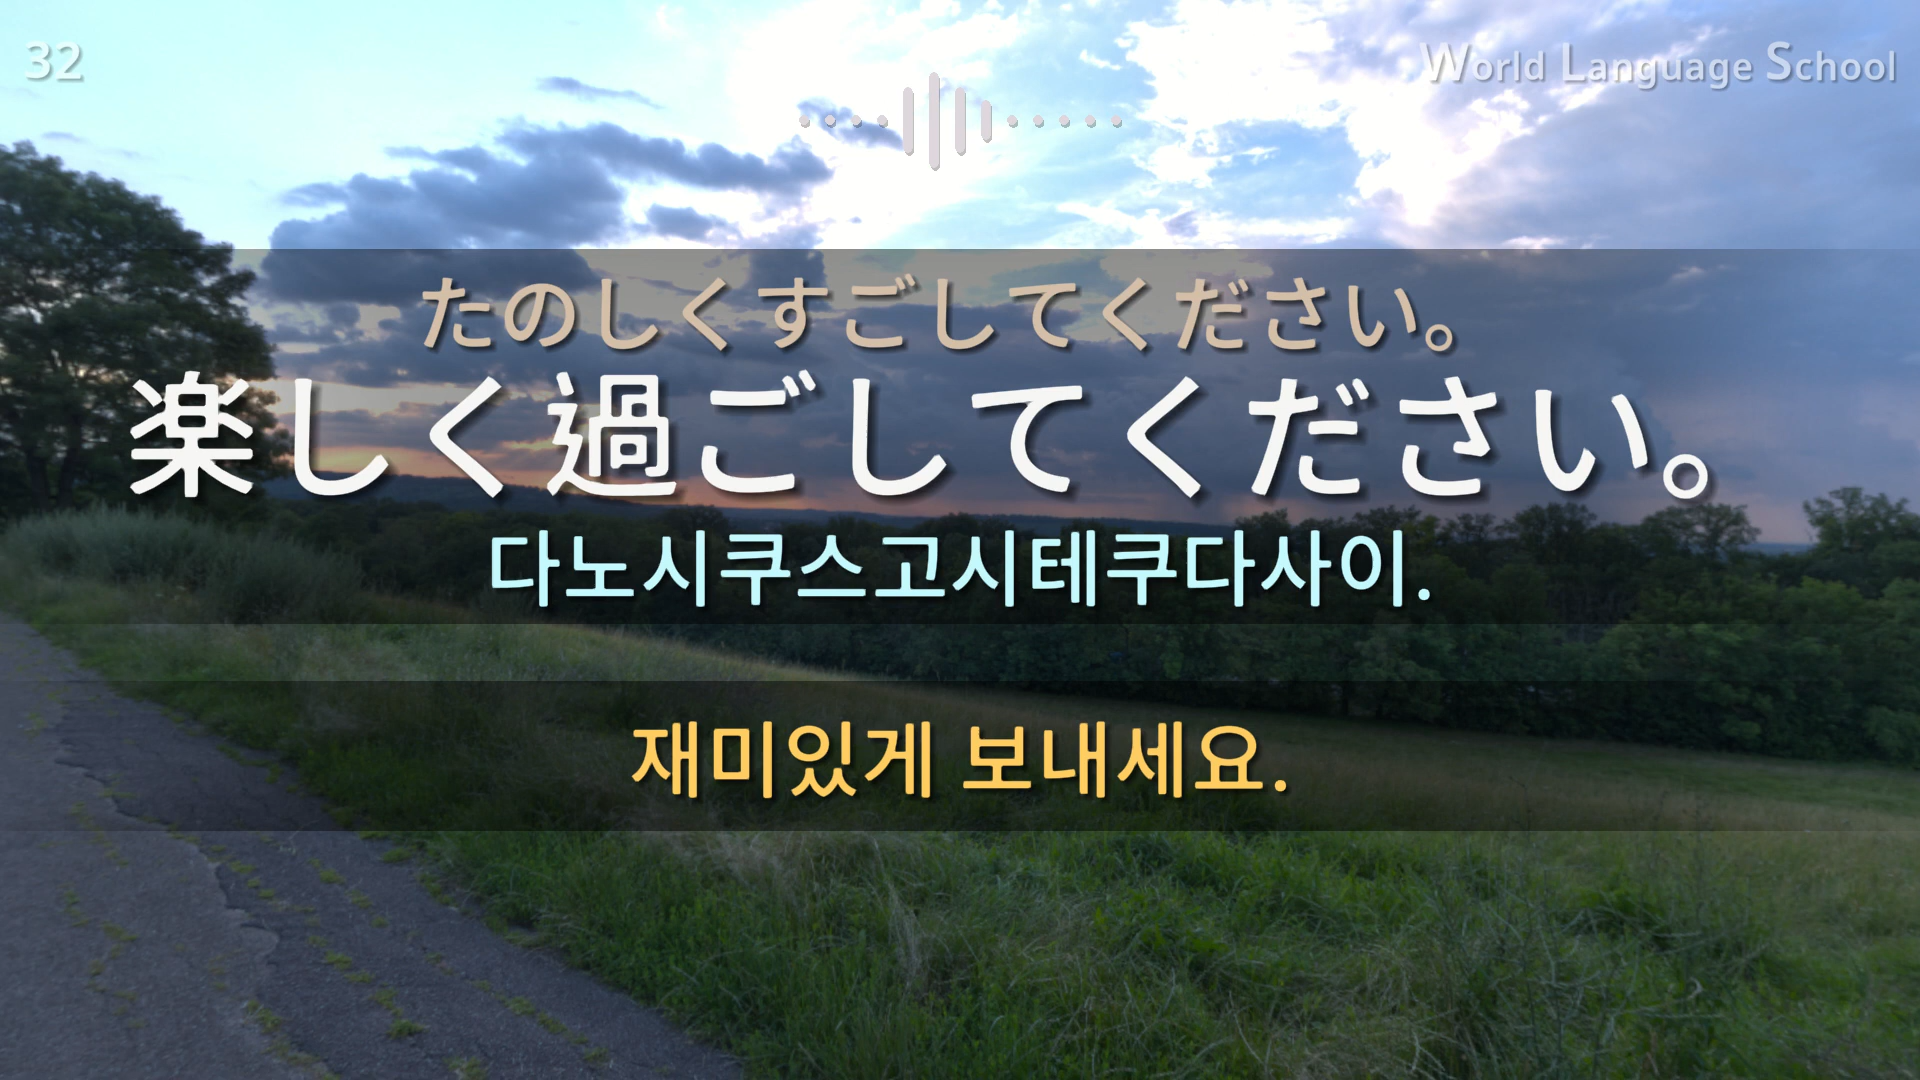 32
World Language School
たのしくすごしてください。
楽しく過ごしてください。
다노시쿠스고시테쿠다사이.
재미있게 보내세요.